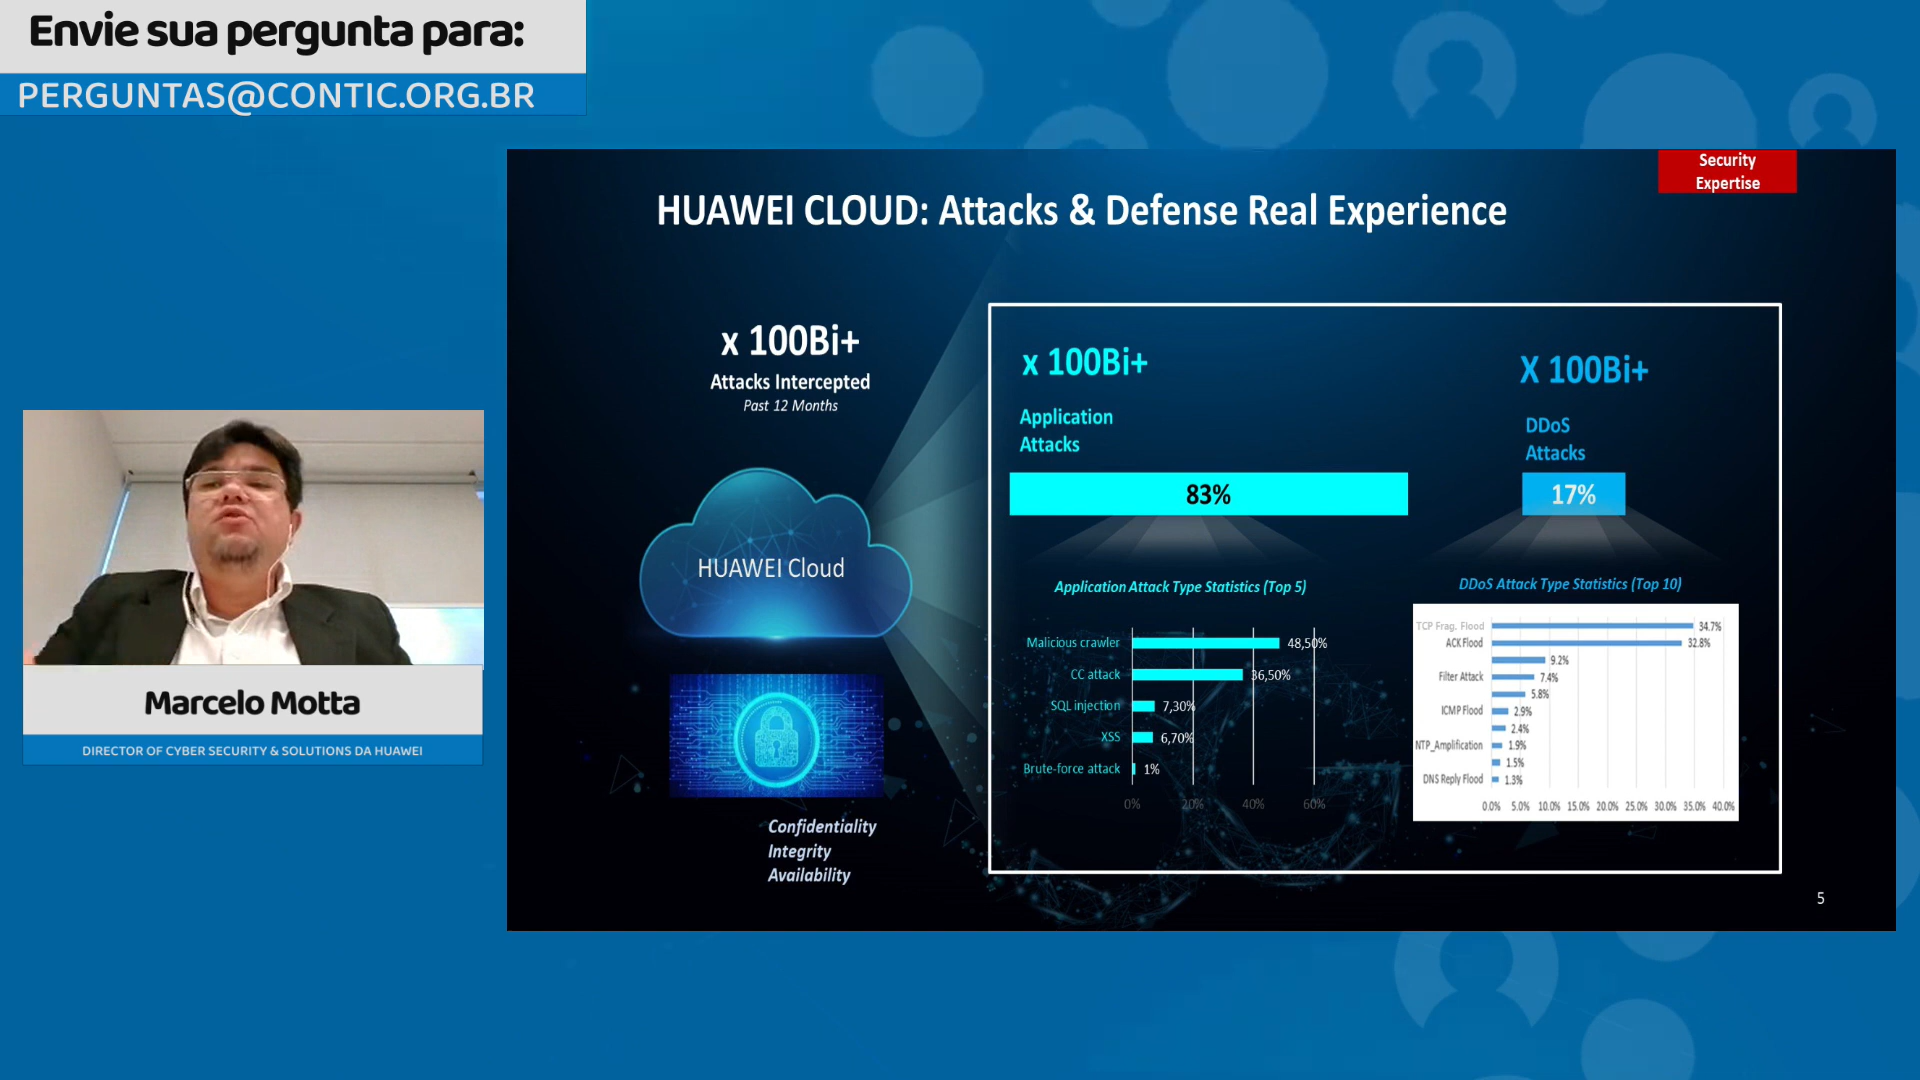 Envie sua pergunta para:
PERGUNTAS@CONTIC.ORG.BR
Security
Expertise
HUAWEI CLOUD: Attacks & Defense Real Experience
x 100Bi+
Attacks Intercepted
Past 12 Months
HUAWEI Cloud
Confidentiality
Integrity
Availability
x 100Bi+
Application
Attacks
83%
X 100Bi+
DDoS
Attacks
17%
Application Attack Type Statistics (Top 5)
Malicious crawler 48,50%
CC attack 36,50%
SQL injection 7,30%
XSS 6,70%
Brute-force attack 1%
0% 20% 40% 60%
DDoS Attack Type Statistics (Top 10)
TCP Frag. Flood 34.7%
ACK Flood 32.8%
9.2%
Filter Attack 7.4%
5.8%
ICMP Flood 2.9%
2.4%
NTP_Amplification 1.9%
1.5%
DNS Reply Flood 1.3%
0.0% 5.0% 10.0% 15.0% 20.0% 25.0% 30.0% 35.0% 40.0%
5
Marcelo Motta
DIRECTOR OF CYBER SECURITY & SOLUTIONS DA HUAWEI